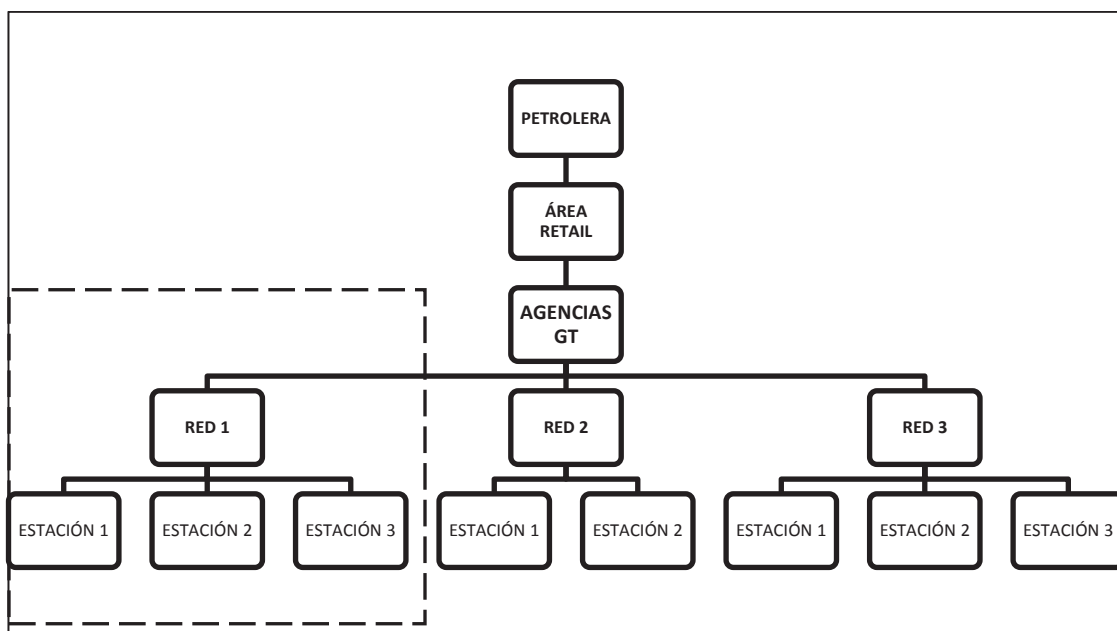 PETROLERA
ÁREA
RETAIL
AGENCIAS
GT
RED 1
RED 2
RED 3
ESTACIÓN 1
ESTACIÓN 2
ESTACIÓN 3
ESTACIÓN 1
ESTACIÓN 2
ESTACIÓN 1
ESTACIÓN 2
ESTACIÓN 3